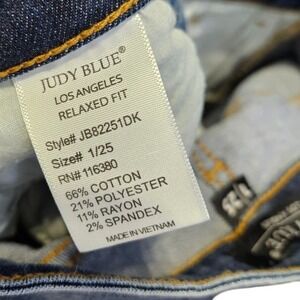 JUDY BLUE®
LOS ANGELES
RELAXED FIT
Style# JB82251DK
Size# 1/25
RN# 116380
66% COTTON
21% POLYESTER
11% RAYON
2% SPANDEX
MADE IN VIETNAM